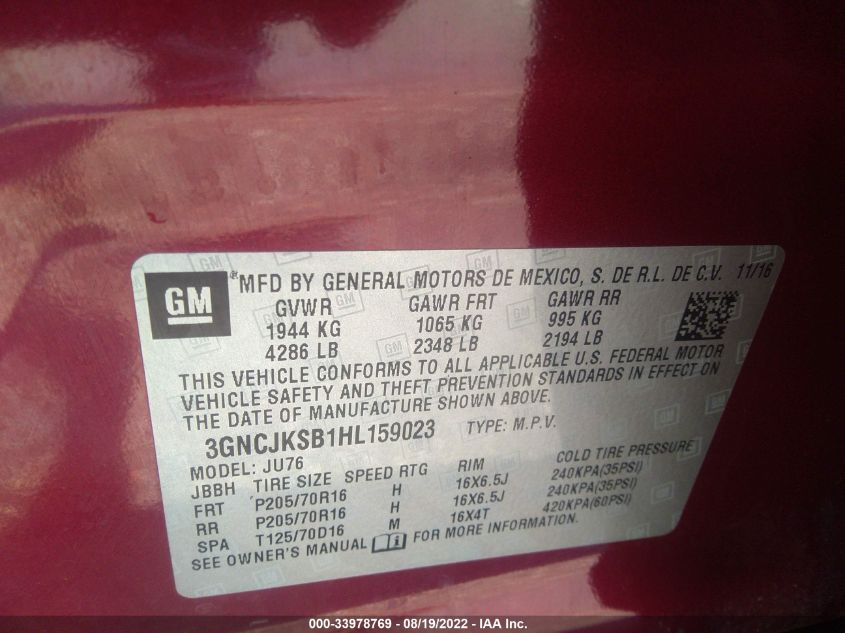 GM
®MFD BY GENERAL MOTORS DE MEXICO, S. DE R.L. DE C.V. 11/16
GVWR GAWR FRT GAWR RR
1944 KG 1065 KG 995 KG
4286 LB 2348 LB 2194 LB
THIS VEHICLE CONFORMS TO ALL APPLICABLE U.S. FEDERAL MOTOR
VEHICLE SAFETY AND THEFT PREVENTION STANDARDS IN EFFECT ON
THE DATE OF MANUFACTURE SHOWN ABOVE.
3GNCJKSB1HL159023 TYPE: M.P.V.
MODEL: JU76
JBBH TIRE SIZE SPEED RTG RIM COLD TIRE PRESSURE
FRT P205/70R16 H 16X6.5J 240KPA(35PSI)
RR P205/70R16 H 16X6.5J 240KPA(35PSI)
SPA T125/70D16 M 16X4T 420KPA(60PSI)
SEE OWNER'S MANUAL FOR MORE INFORMATION.
000-33978769 - 08/19/2022 - IAA Inc.